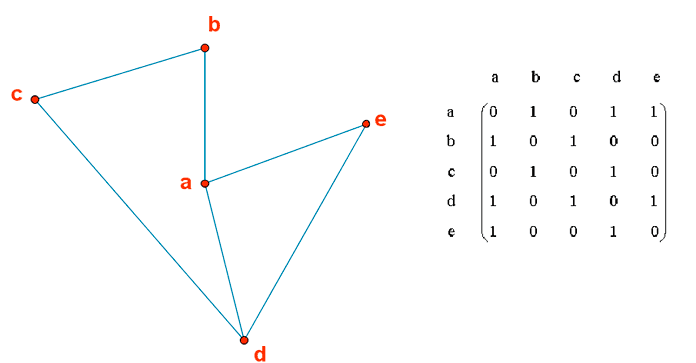 b
c
e
a
d
a b c d e
a 0 1 0 1 1
b 1 0 1 0 0
c 0 1 0 1 0
d 1 0 1 0 1
e 1 0 0 1 0